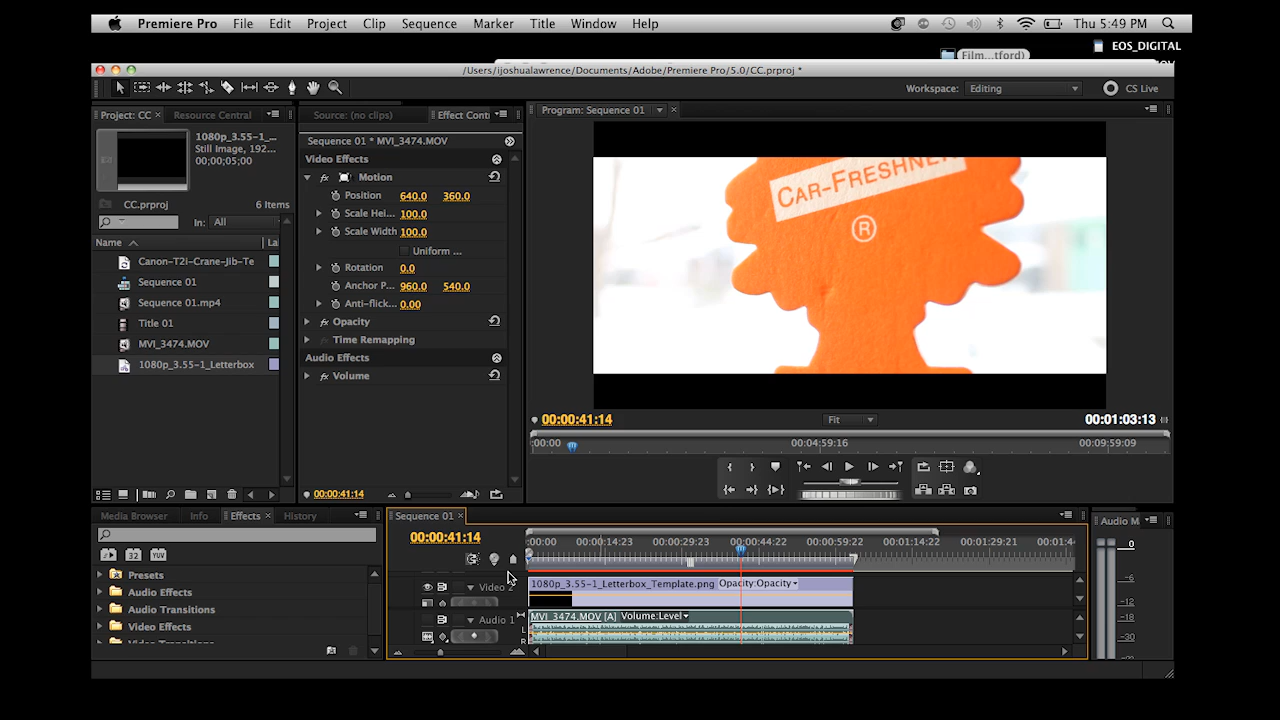 Premiere Pro File Edit Project Clip Sequence Marker Title Window Help Thu 5:49 PM
Film...tford)
EOS_DIGITAL
/Users/ijoshualawrence/Documents/Adobe/Premiere Pro/5.0/CC.prproj *
Workspace: Editing CS Live
Project: CC Resource Central
Source: (no clips) Effect Cont
Program: Sequence 01
1080p_3.55-1_...
Still Image, 192...
00;00;05;00
CC.prproj 6 Items
In: All
Name La
Canon-T2i-Crane-Jib-Te
Sequence 01
Sequence 01.mp4
Title 01
MVI_3474.MOV
1080p_3.55-1_Letterbox
Sequence 01 * MVI_3474.MOV
Video Effects
fx Motion
Position 640.0 360.0
Scale Hei... 100.0
Scale Width 100.0
Uniform ...
Rotation 0.0
Anchor P... 960.0 540.0
Anti-flick... 0.00
fx Opacity
fx Time Remapping
Audio Effects
fx Volume
00:00:41:14
CAR-FRESHNER
®
00:00:41:14 Fit 00:01:03:13
:00:00 00:04:59:16 00:09:59:09
Media Browser Info Effects History
32 YUV
Presets
Audio Effects
Audio Transitions
Video Effects
Video Transitions
Sequence 01
00:00:41:14
:00:00 00:00:14:23 00:00:29:23 00:00:44:22 00:00:59:22 00:01:14:22 00:01:29:21 00:01:4
Video 2 1080p_3.55-1_Letterbox_Template.png Opacity:Opacity
Audio 1 MVI_3474.MOV [A] Volume:Level
L
R
Audio M
0
-6
-12
-18
-30